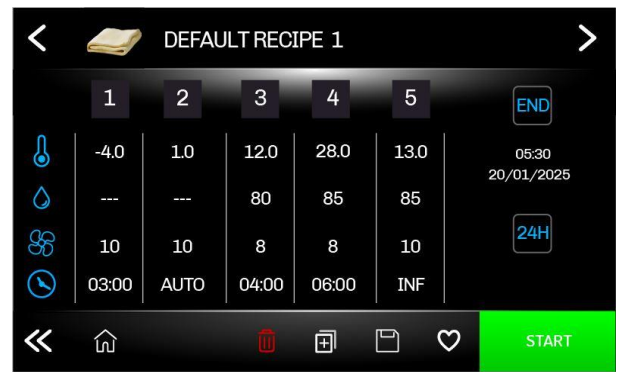 DEFAULT RECIPE 1
1 2 3 4 5 END
-4.0 1.0 12.0 28.0 13.0 05:30
20/01/2025
--- --- 80 85 85
10 10 8 8 10 24H
03:00 AUTO 04:00 06:00 INF
START